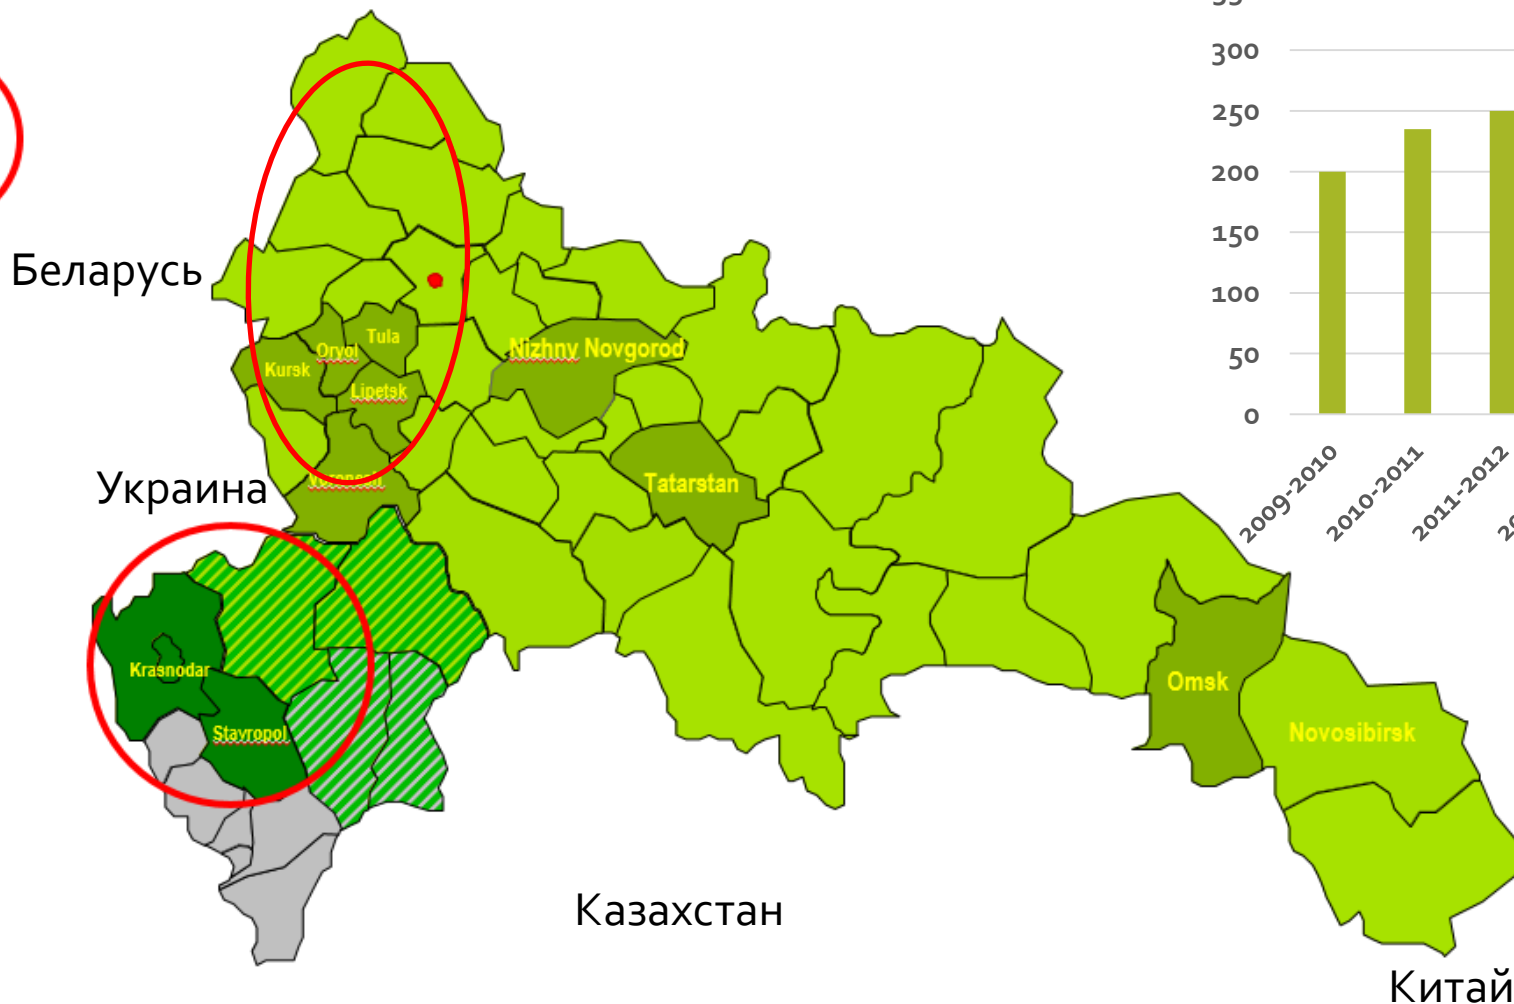 300
250
200
150
100
50
0
2009-2010
2010-2011
2011-2012
Беларусь
Tula
Oryol
Kursk
Lipetsk
Nizhny Novgorod
Украина
Tatarstan
Krasnodar
Stavropol
Omsk
Novosibirsk
Казахстан
Китай